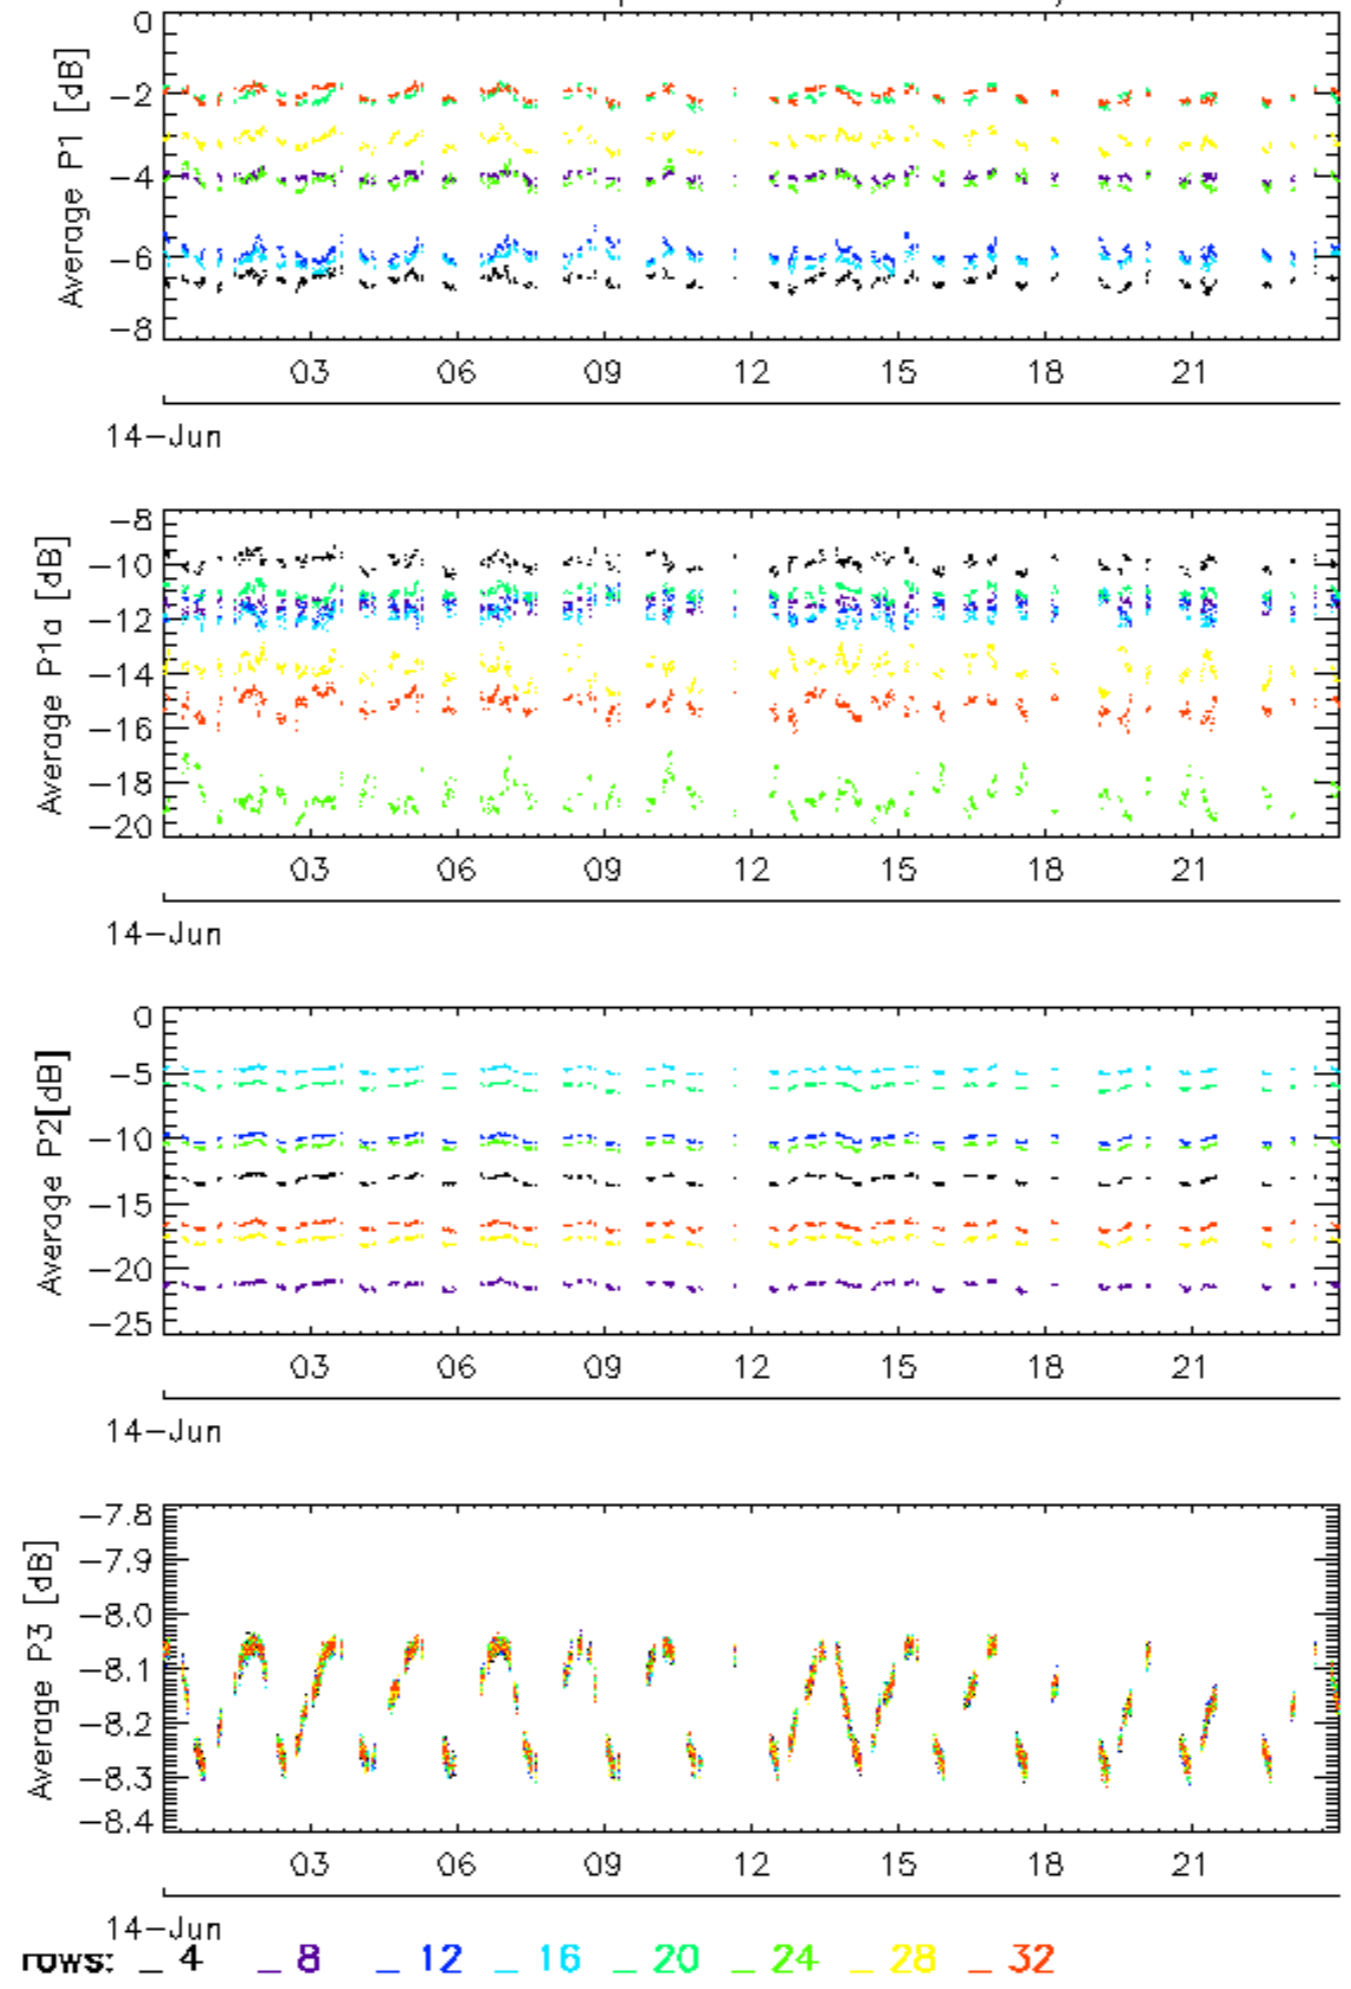 0
−2
−4
−6
−8
Average P1 [dB]
03 06 09 12 15 18 21
14−Jun
−8
−10
−12
−14
−16
−18
−20
Average P1a [dB]
03 06 09 12 15 18 21
14−Jun
0
−5
−10
−15
−20
−25
Average P2[dB]
03 06 09 12 15 18 21
14−Jun
−7.8
−7.9
−8.0
−8.1
−8.2
−8.3
−8.4
Average P3 [dB]
03 06 09 12 15 18 21
14−Jun
rows: _ 4 _ 8 _ 12 _ 16 _ 20 _ 24 _ 28 _ 32